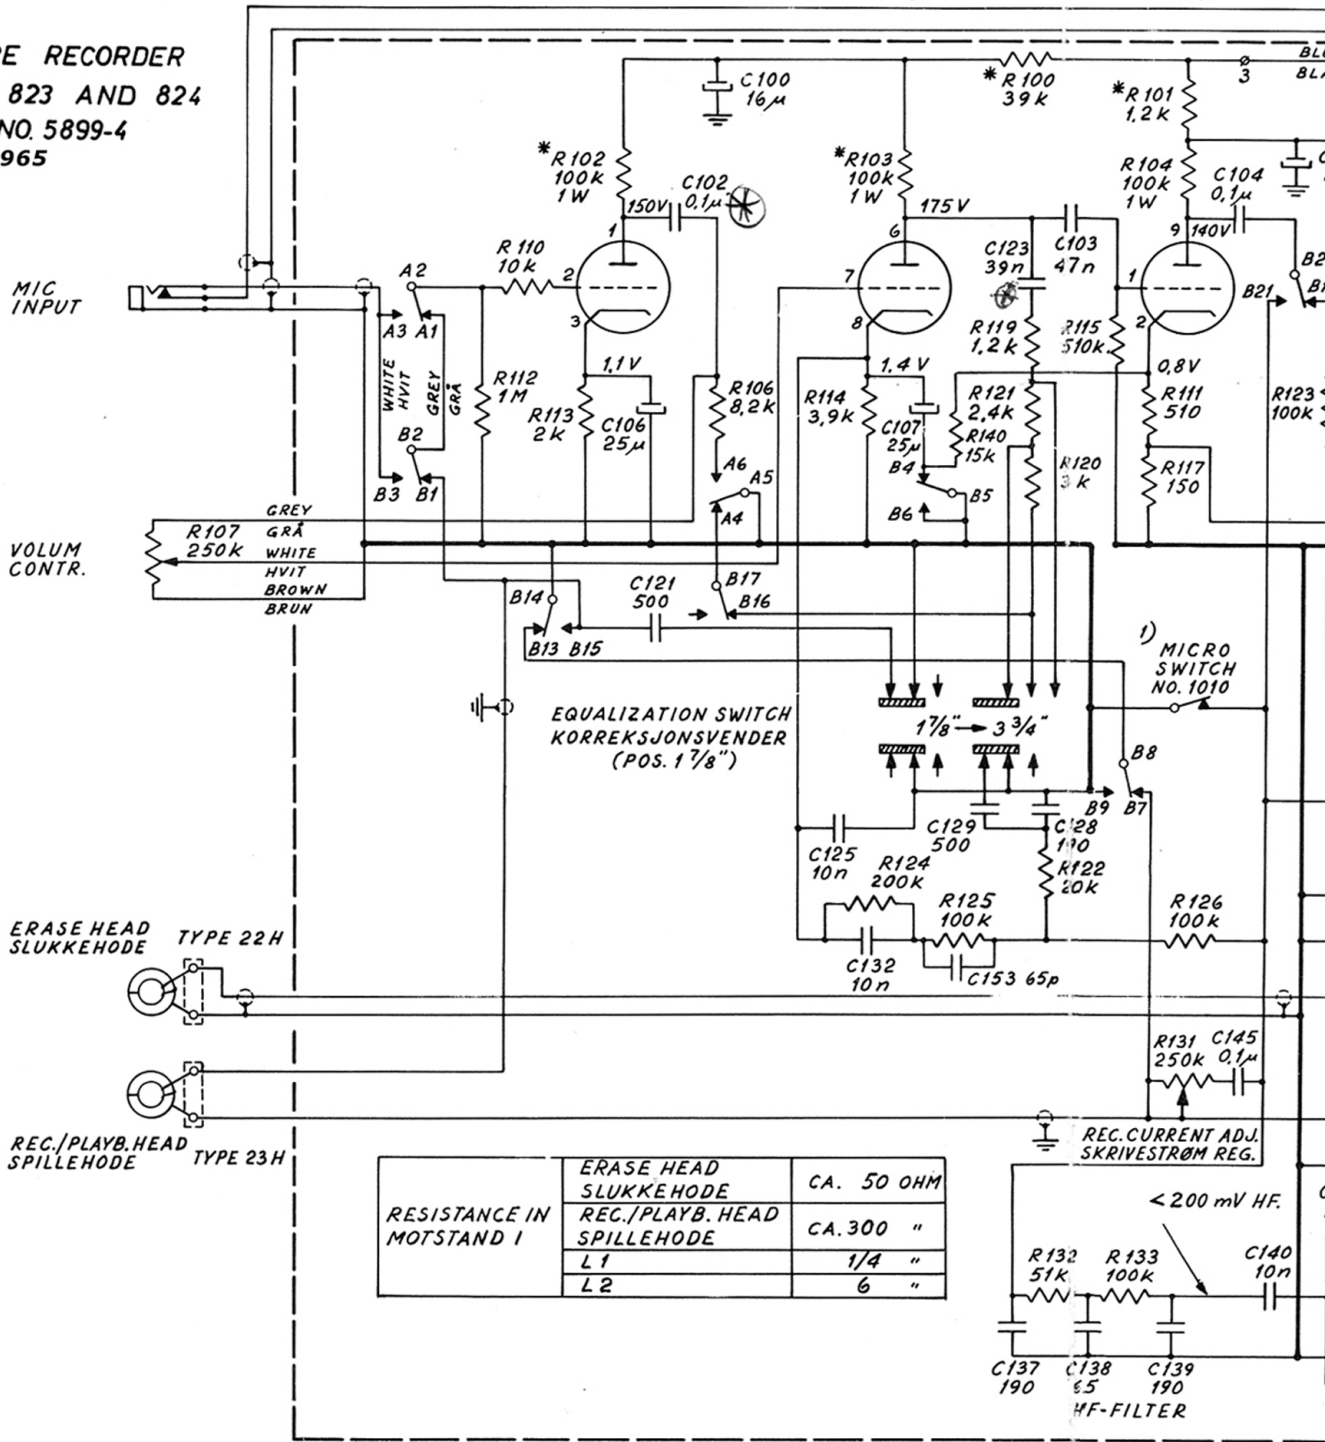 RE RECORDER
823 AND 824
NO. 5899-4
965
C100
16μ
*R100
39k
3
*R101
1,2k
*R102
100k
1W
150V
C102
0,1μ
*R103
100k
1W
175V
R104
100k
1W
C104
0,1μ
140V
R110
10k
C123
39n
C103
47n
MIC
INPUT
A2
A3 A1
1
2
3
6
7
8
9
1
2
B21
R119
1,2k
R115
510k
1,1V
1,4V
0,8V
WHITE
HVIT
GREY
GRÅ
R112
1M
R113
2k
C106
25μ
R106
8,2k
R114
3,9k
C107
25μ
R121
2,4k
R140
15k
R111
510
R123
100k
B2
B3 B1
A6
A5
A4
B4
B5
B6
R120
3k
R117
150
VOLUM
CONTR.
R107
250k
GREY
GRÅ
WHITE
HVIT
BROWN
BRUN
B14
B13 B15
C121
500
B17
B16
1)
MICRO
SWITCH
NO. 1010
EQUALIZATION SWITCH
KORREKSJONSVENDER
(POS. 1 7/8")
1 7/8" → 3 3/4"
B8
B9 B7
C125
10n
C129
500
C128
190
R124
200k
R122
20k
R125
100k
R126
100k
C132
10n
C153 65p
ERASE HEAD
SLUKKEHODE
TYPE 22H
R131
250k
C145
0,1μ
REC./PLAYB.HEAD
SPILLEHODE
TYPE 23H
REC.CURRENT ADJ.
SKRIVESTRØM REG.
RESISTANCE IN
MOTSTAND I
ERASE HEAD
SLUKKEHODE
CA. 50 OHM
REC./PLAYB. HEAD
SPILLEHODE
CA. 300 "
L1 1/4 "
L2 6 "
<200 mV HF.
R132
51k
R133
100k
C140
10n
C137
190
C138
65
C139
190
HF-FILTER